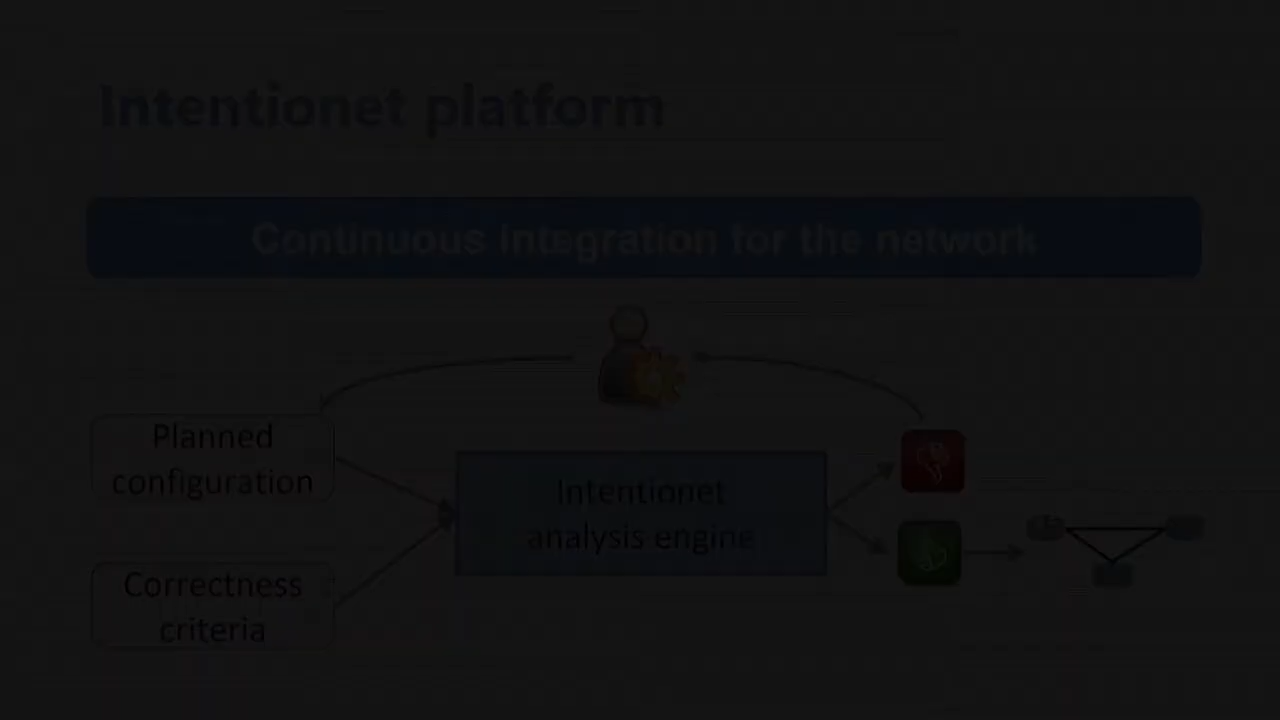 Intentionet platform
Continuous Integration for the network
Planned
configuration
Intentionet
analysis engine
Correctness
criteria